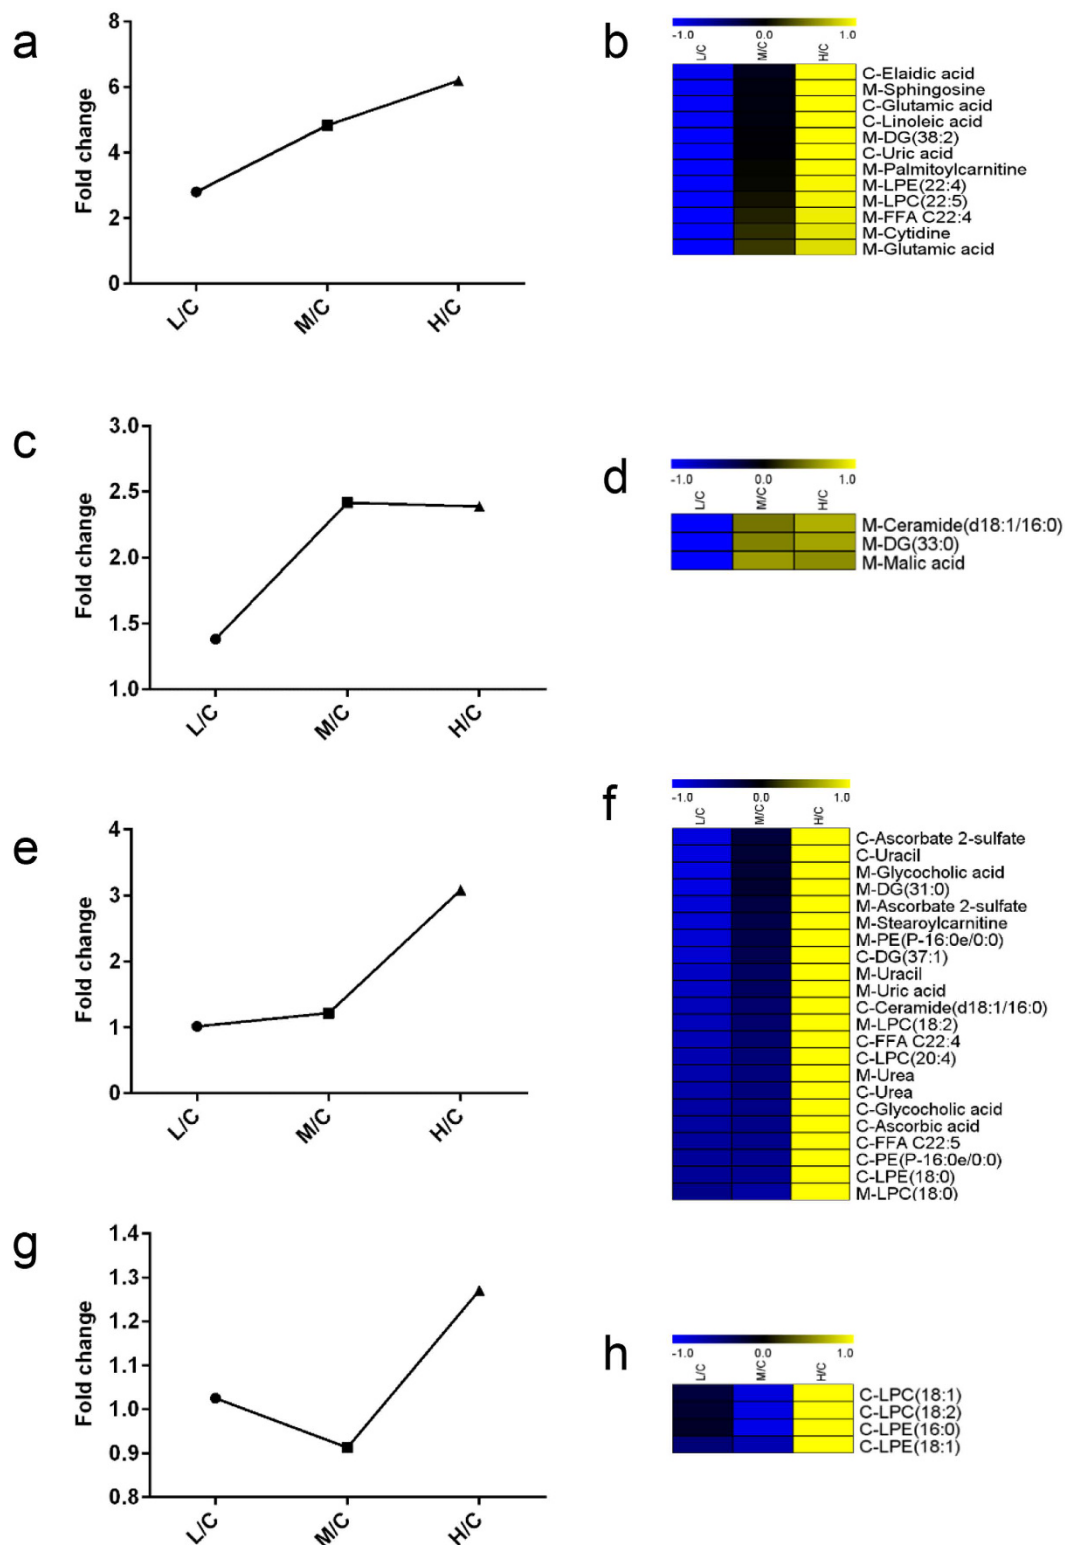 a
8
6
4
2
0
Fold change
L/C
M/C
H/C
b
-1.0 0.0 1.0
L/C M/C H/C
C-Elaidic acid
M-Sphingosine
C-Glutamic acid
C-Linoleic acid
M-DG(38:2)
C-Uric acid
M-Palmitoylcarnitine
M-LPE(22:4)
M-LPC(22:5)
M-FFA C22:4
M-Cytidine
M-Glutamic acid
c
3.0
2.5
2.0
1.5
1.0
Fold change
L/C
M/C
H/C
d
-1.0 0.0 1.0
L/C M/C H/C
M-Ceramide(d18:1/16:0)
M-DG(33:0)
M-Malic acid
e
4
3
2
1
0
Fold change
L/C
M/C
H/C
f
-1.0 0.0 1.0
L/C M/C H/C
C-Ascorbate 2-sulfate
C-Uracil
M-Glycocholic acid
M-DG(31:0)
M-Ascorbate 2-sulfate
M-Stearoylcarnitine
M-PE(P-16:0e/0:0)
C-DG(37:1)
M-Uracil
M-Uric acid
C-Ceramide(d18:1/16:0)
M-LPC(18:2)
C-FFA C22:4
C-LPC(20:4)
M-Urea
C-Urea
C-Glycocholic acid
C-Ascorbic acid
C-FFA C22:5
C-PE(P-16:0e/0:0)
C-LPE(18:0)
M-LPC(18:0)
g
1.4
1.3
1.2
1.1
1.0
0.9
0.8
Fold change
L/C
M/C
H/C
h
-1.0 0.0 1.0
L/C M/C H/C
C-LPC(18:1)
C-LPC(18:2)
C-LPE(16:0)
C-LPE(18:1)